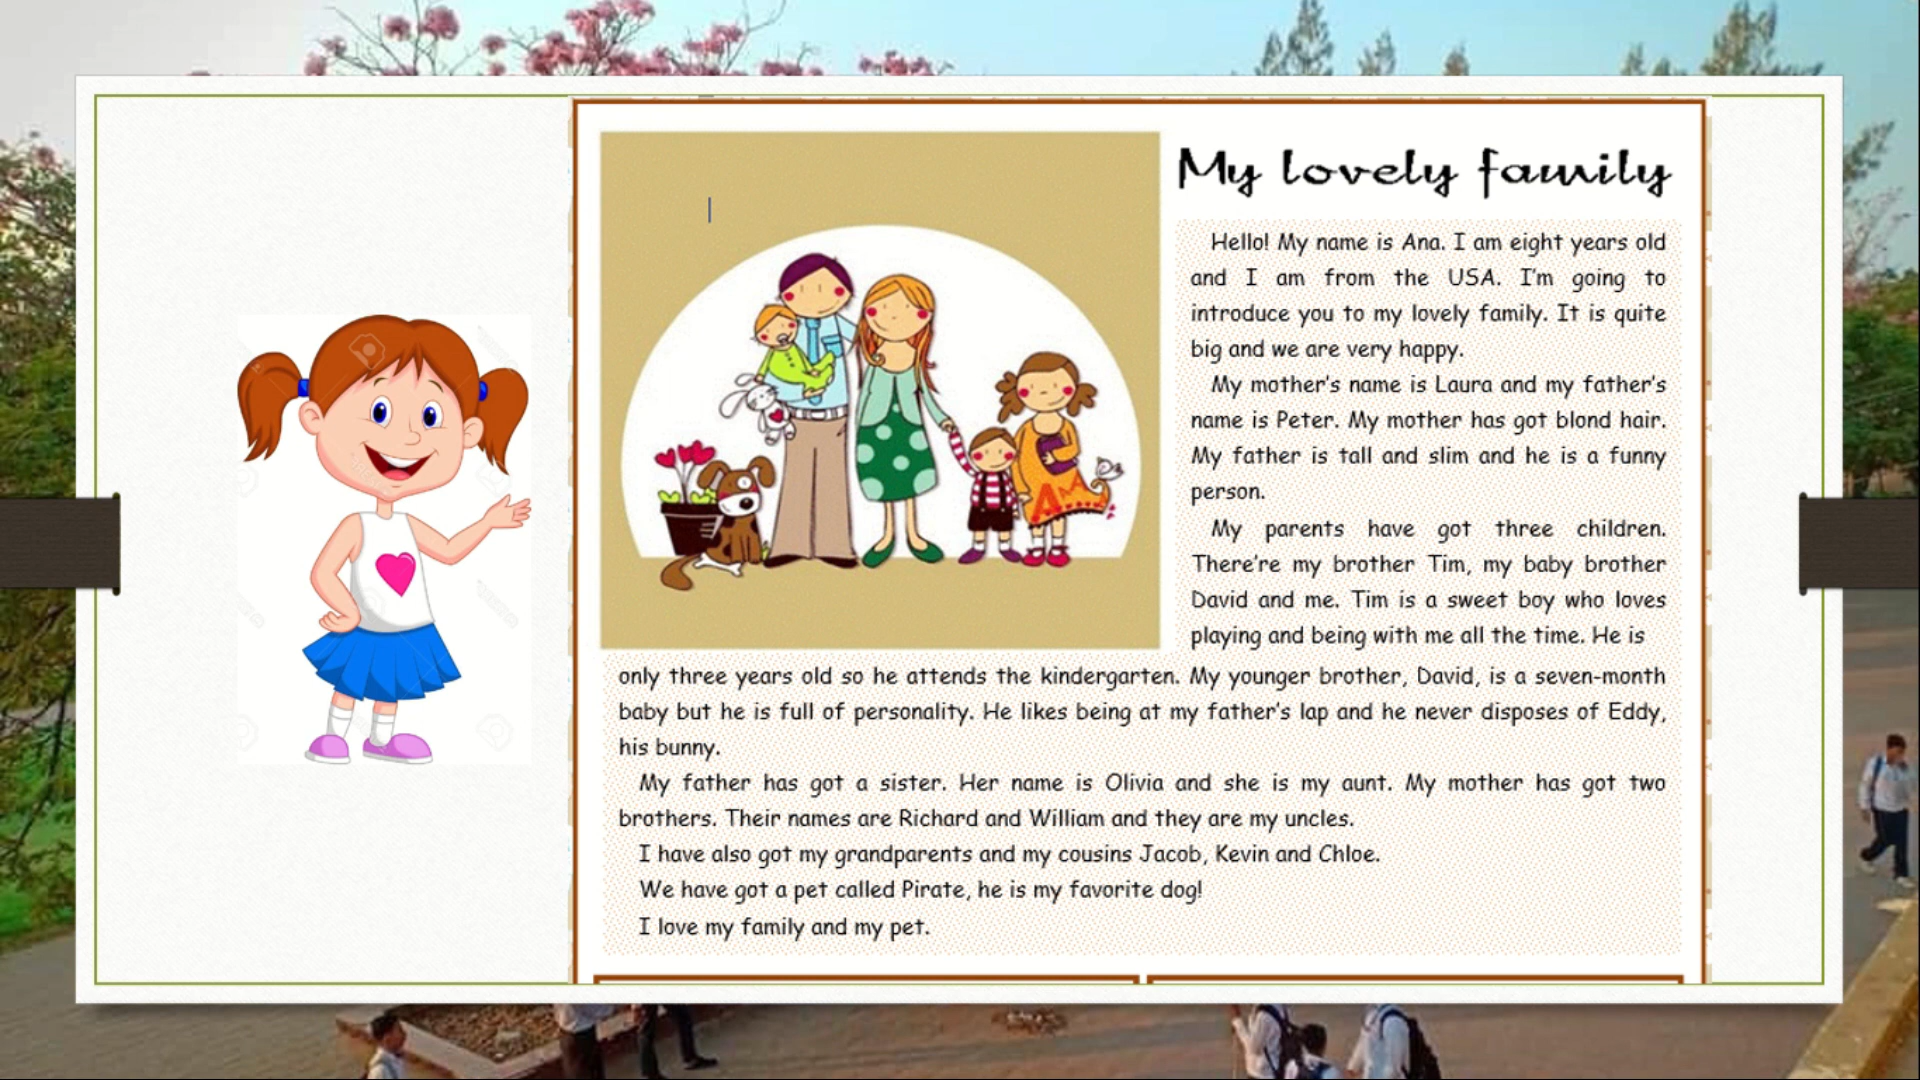 My lovely family
Hello! My name is Ana. I am eight years old
and I am from the USA. I'm going to
introduce you to my lovely family. It is quite
big and we are very happy.
My mother's name is Laura and my father's
name is Peter. My mother has got blond hair.
My father is tall and slim and he is a funny
person.
My parents have got three children.
There're my brother Tim, my baby brother
David and me. Tim is a sweet boy who loves
playing and being with me all the time. He is
only three years old so he attends the kindergarten. My younger brother, David, is a seven-month
baby but he is full of personality. He likes being at my father's lap and he never disposes of Eddy,
his bunny.
My father has got a sister. Her name is Olivia and she is my aunt. My mother has got two
brothers. Their names are Richard and William and they are my uncles.
I have also got my grandparents and my cousins Jacob, Kevin and Chloe.
We have got a pet called Pirate, he is my favorite dog!
I love my family and my pet.